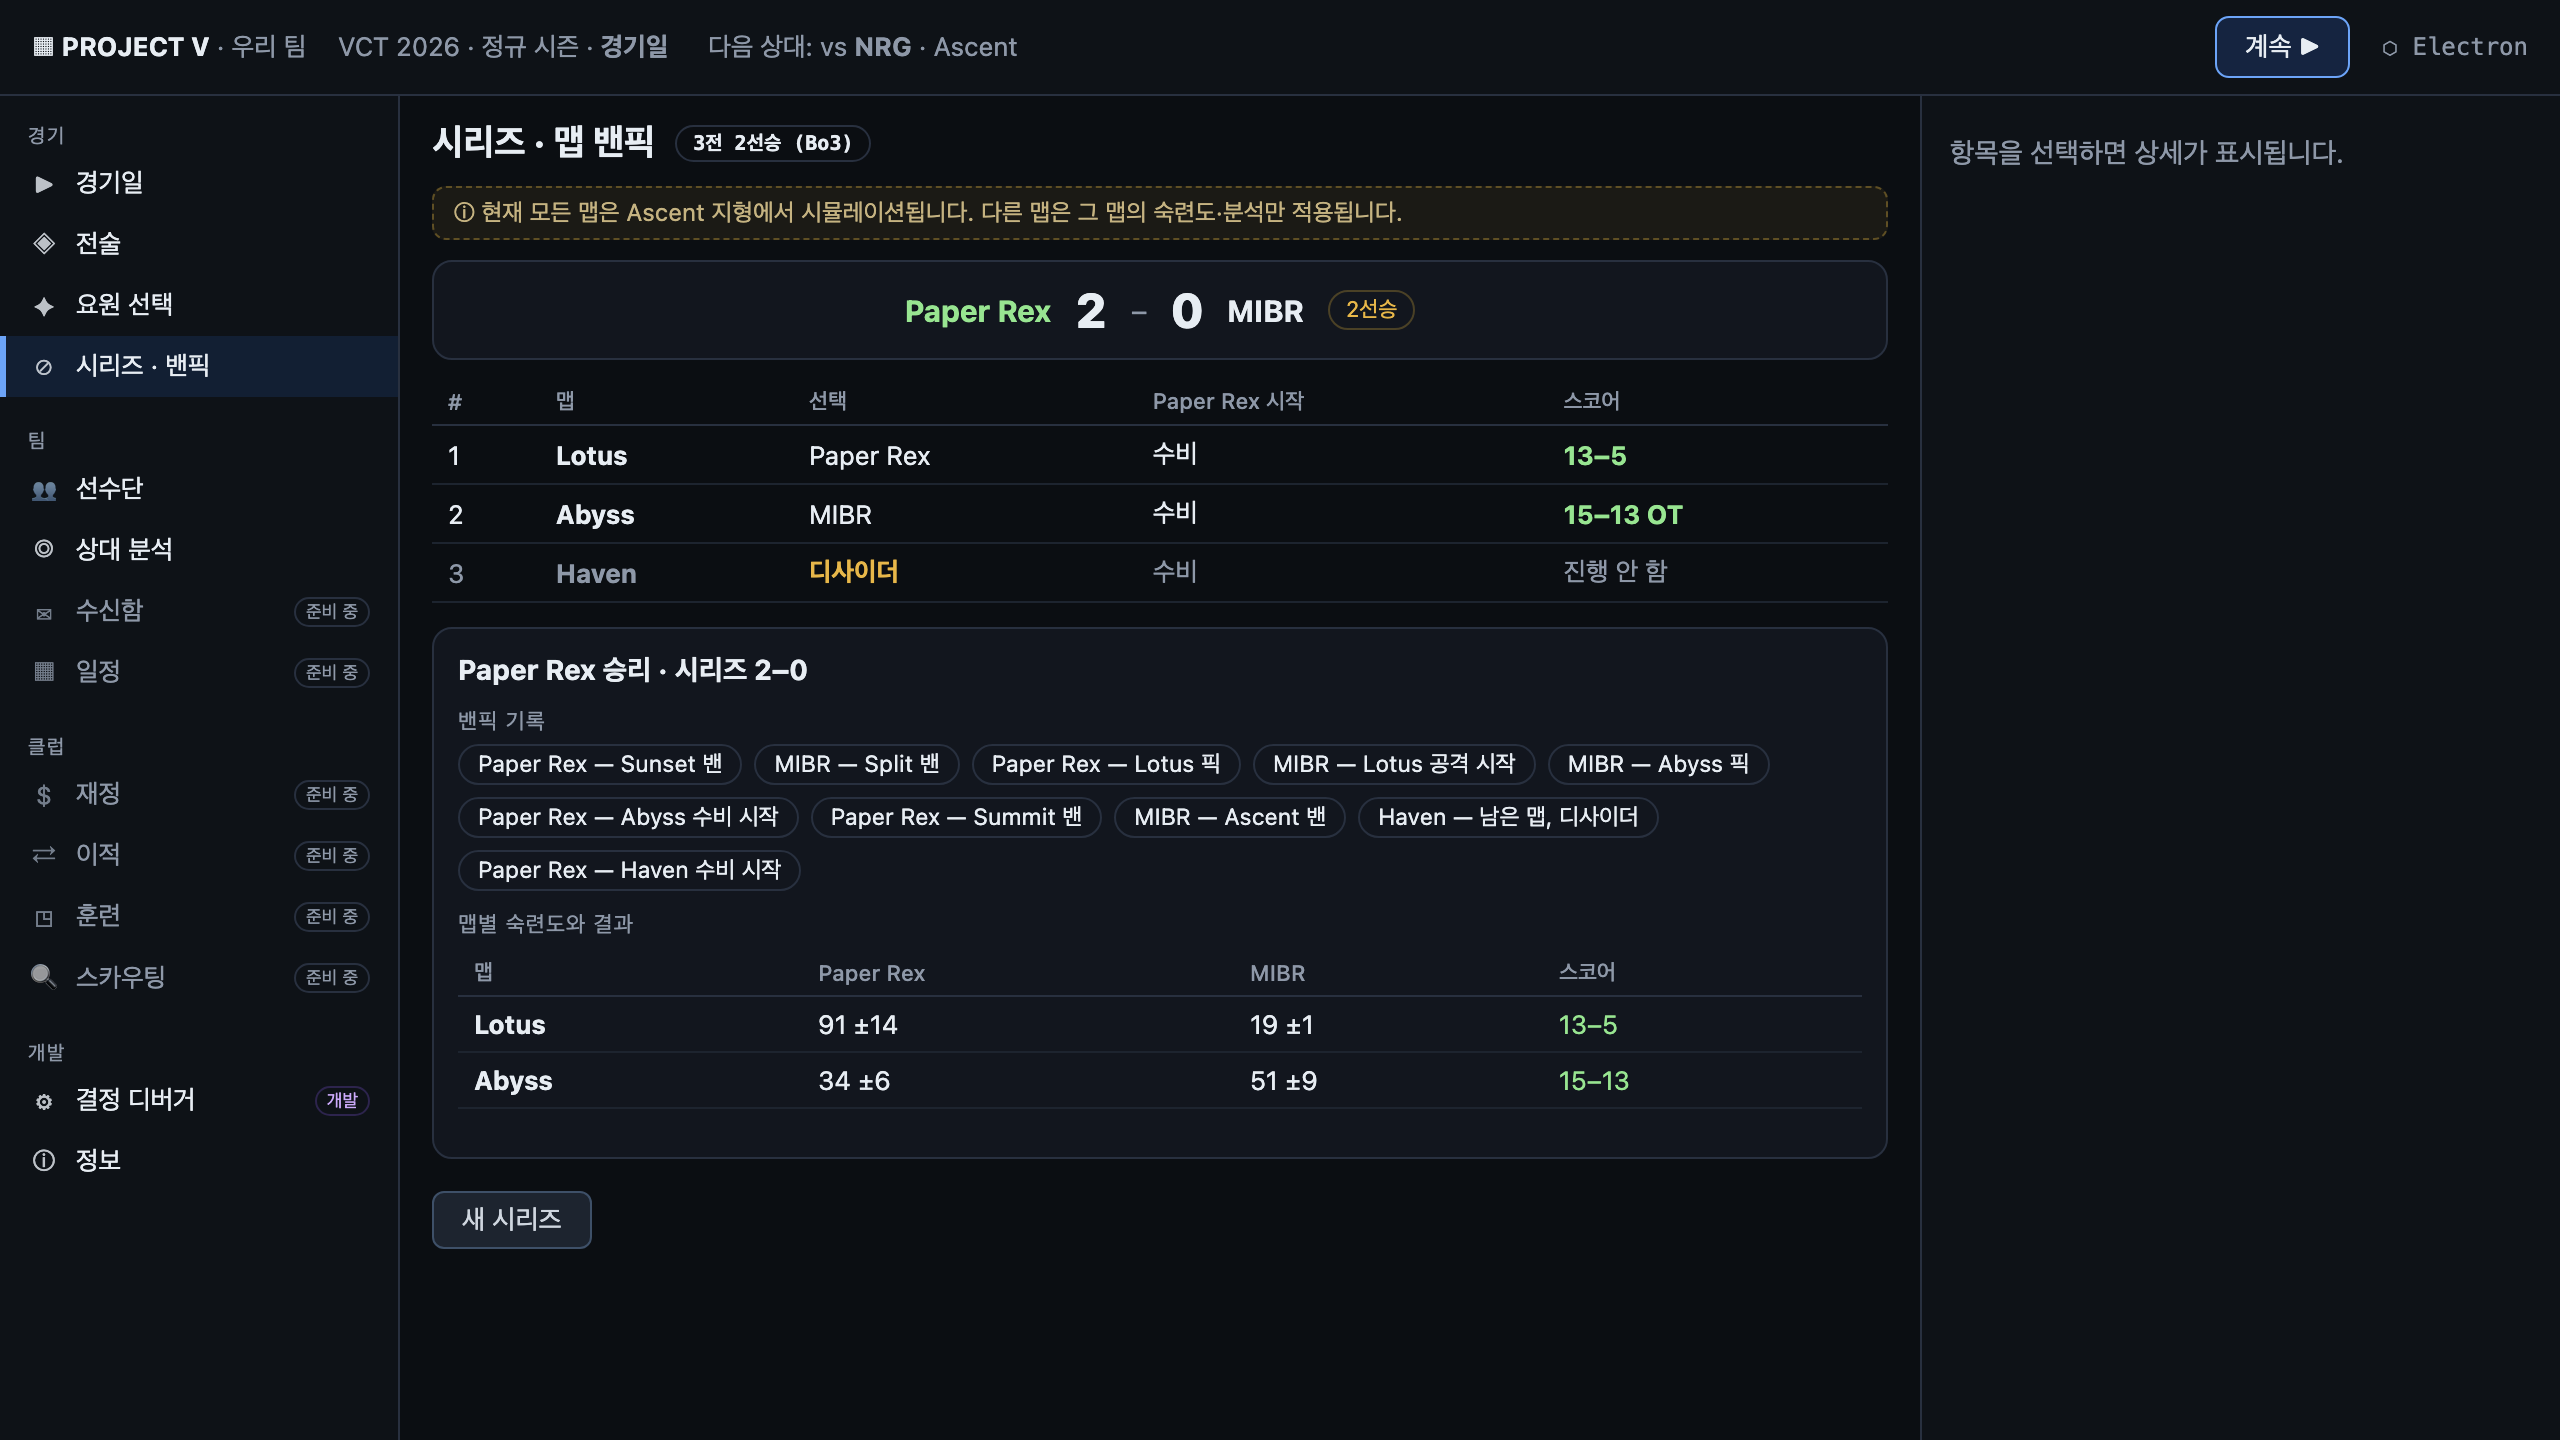 PROJECT V · 우리 팀 VCT 2026 · 정규 시즌 · 경기일 다음 상대: vs NRG · Ascent 계속 ▶ Electron
경기
경기일
전술
요원 선택
시리즈 · 밴픽
팀
선수단
상대 분석
수신함 준비 중
일정 준비 중
클럽
$ 재정 준비 중
이적 준비 중
훈련 준비 중
스카우팅 준비 중
개발
결정 디버거 개발
정보
시리즈 · 맵 밴픽 3전 2선승 (Bo3)
ⓘ 현재 모든 맵은 Ascent 지형에서 시뮬레이션됩니다. 다른 맵은 그 맵의 숙련도·분석만 적용됩니다.
Paper Rex 2 – 0 MIBR 2선승
# 맵 선택 Paper Rex 시작 스코어
1 Lotus Paper Rex 수비 13–5
2 Abyss MIBR 수비 15–13 OT
3 Haven 디사이더 수비 진행 안 함
Paper Rex 승리 · 시리즈 2–0
밴픽 기록
Paper Rex — Sunset 밴 MIBR — Split 밴 Paper Rex — Lotus 픽 MIBR — Lotus 공격 시작 MIBR — Abyss 픽
Paper Rex — Abyss 수비 시작 Paper Rex — Summit 밴 MIBR — Ascent 밴 Haven — 남은 맵, 디사이더
Paper Rex — Haven 수비 시작
맵별 숙련도와 결과
맵 Paper Rex MIBR 스코어
Lotus 91 ±14 19 ±1 13–5
Abyss 34 ±6 51 ±9 15–13
새 시리즈
항목을 선택하면 상세가 표시됩니다.